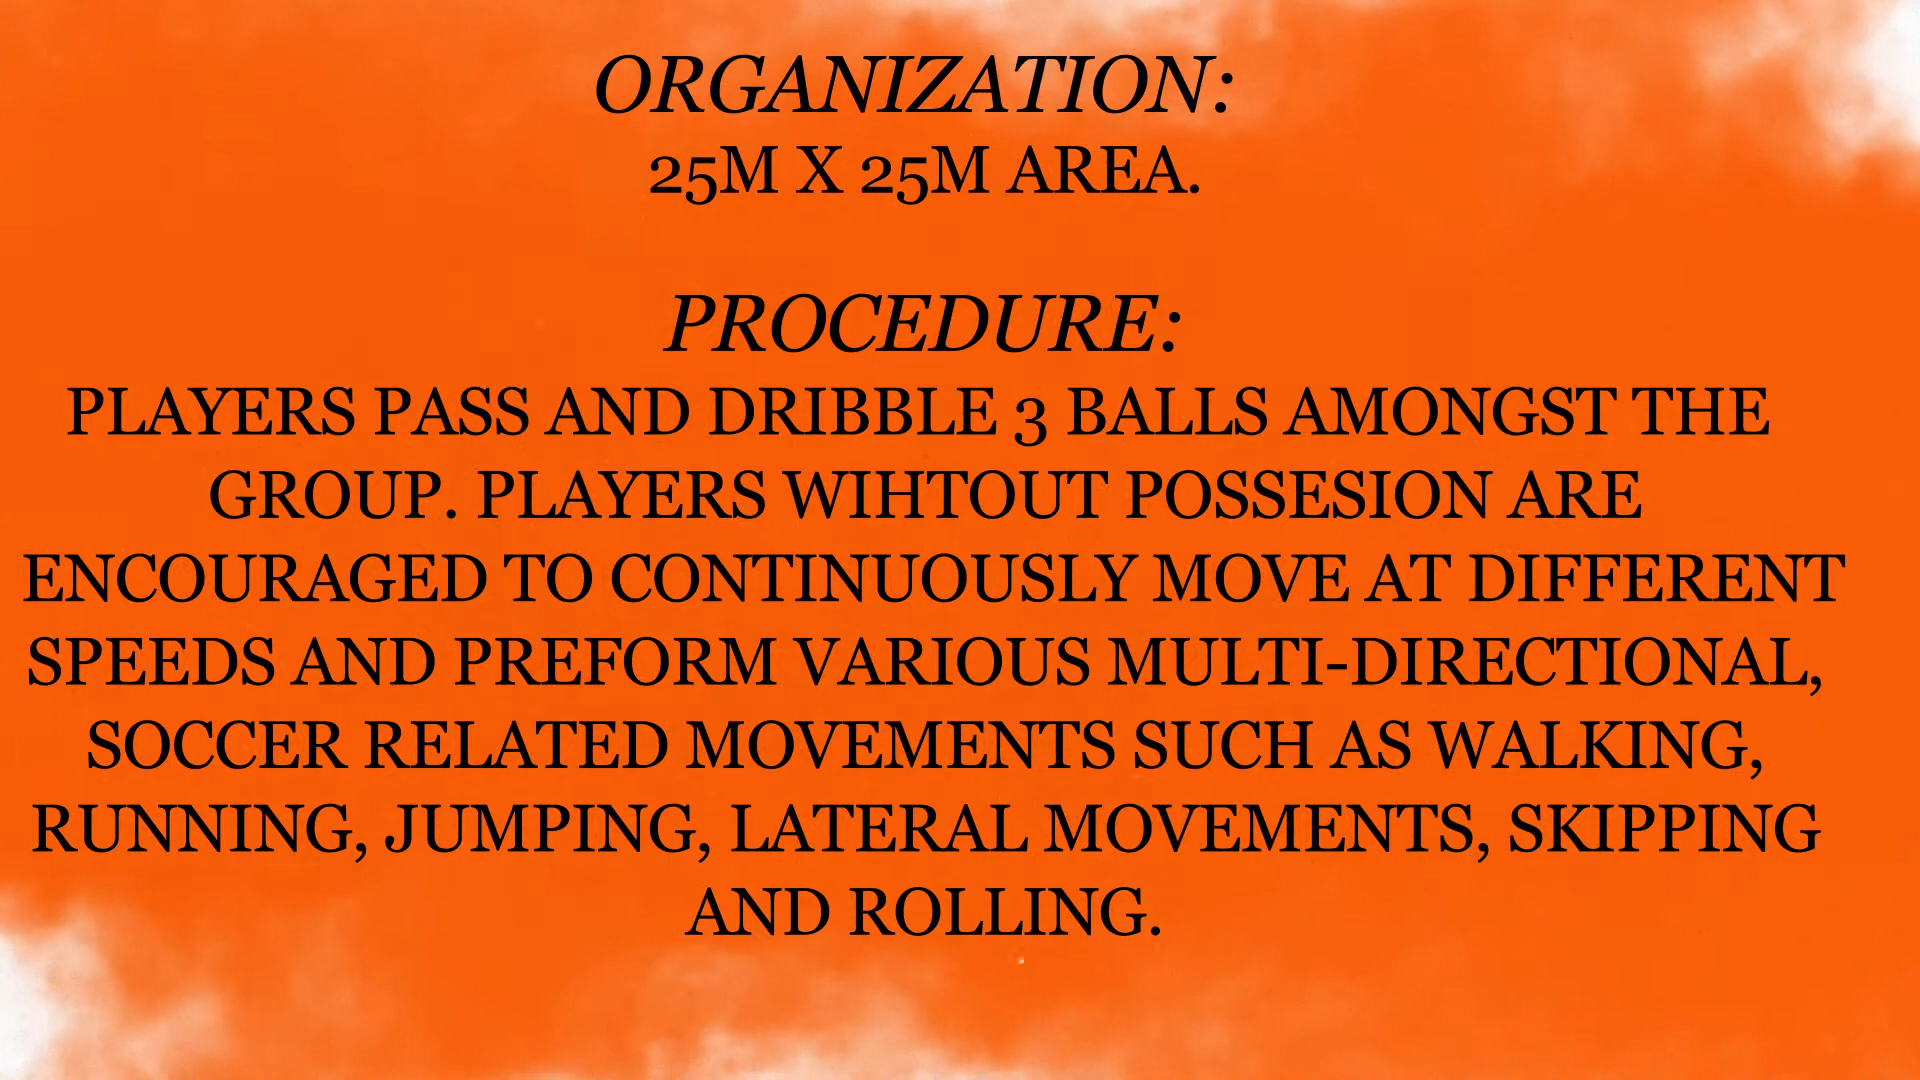 ORGANIZATION:
25M X 25M AREA.
PROCEDURE:
PLAYERS PASS AND DRIBBLE 3 BALLS AMONGST THE
GROUP. PLAYERS WIHTOUT POSSESION ARE
ENCOURAGED TO CONTINUOUSLY MOVE AT DIFFERENT
SPEEDS AND PREFORM VARIOUS MULTI-DIRECTIONAL,
SOCCER RELATED MOVEMENTS SUCH AS WALKING,
RUNNING, JUMPING, LATERAL MOVEMENTS, SKIPPING
AND ROLLING.